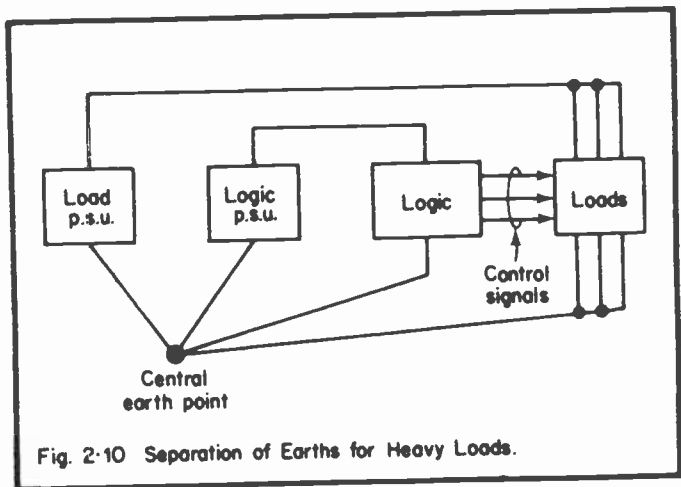 Load
p.s.u.
Logic
p.s.u.
Logic
Loads
Control
signals
Central
earth point
Fig. 2·10 Separation of Earths for Heavy Loads.